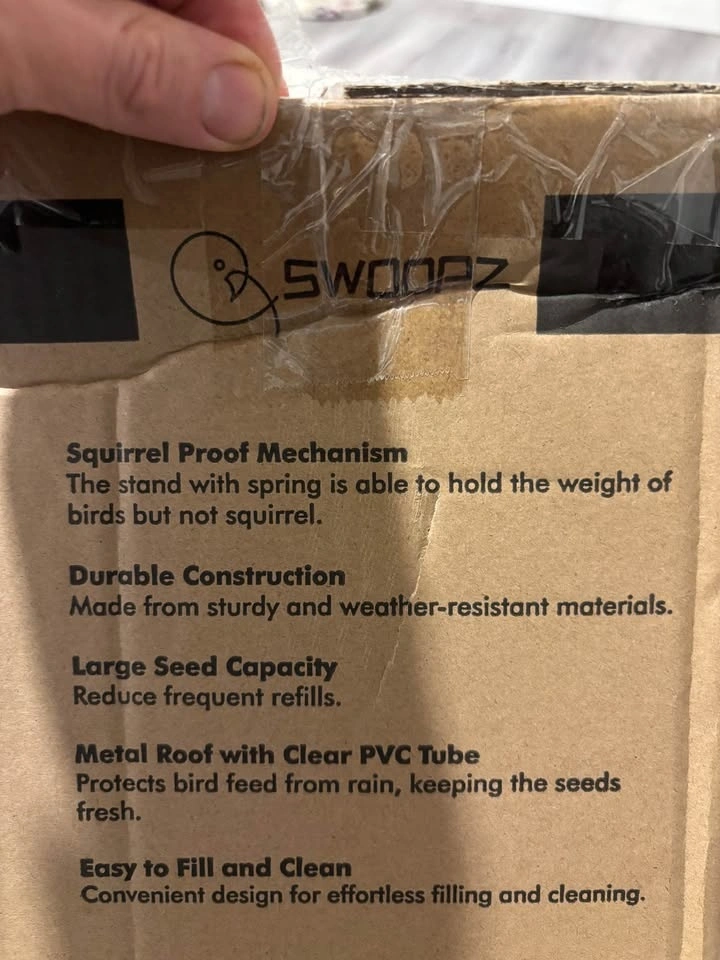 SWOOPZ
Squirrel Proof Mechanism
The stand with spring is able to hold the weight of
birds but not squirrel.
Durable Construction
Made from sturdy and weather-resistant materials.
Large Seed Capacity
Reduce frequent refills.
Metal Roof with Clear PVC Tube
Protects bird feed from rain, keeping the seeds
fresh.
Easy to Fill and Clean
Convenient design for effortless filling and cleaning.